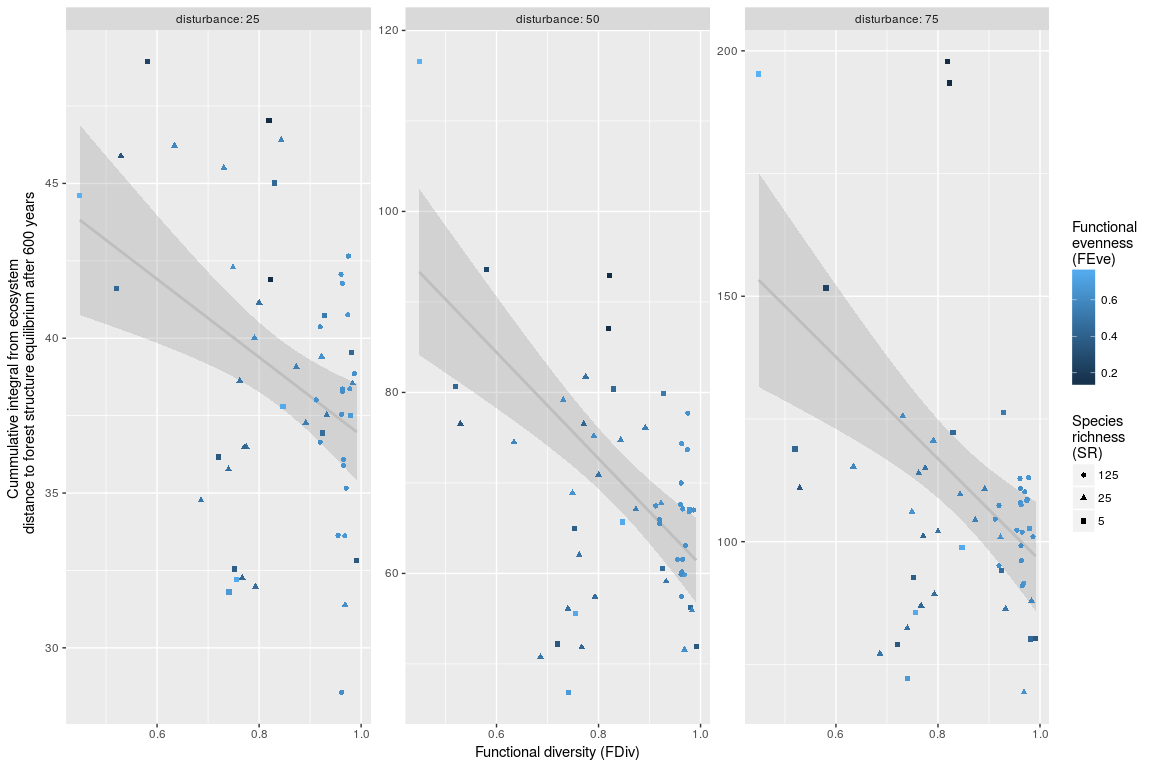 disturbance: 25
disturbance: 50
disturbance: 75
Cummulative integral from ecosystem
distance to forest structure equilibrium after 600 years
45
40
35
30
120
100
80
60
200
150
100
0.6
0.8
1.0
0.6
0.8
1.0
0.6
0.8
1.0
Functional diversity (FDiv)
Functional
evenness
(FEve)
0.6
0.4
0.2
Species
richness
(SR)
125
25
5